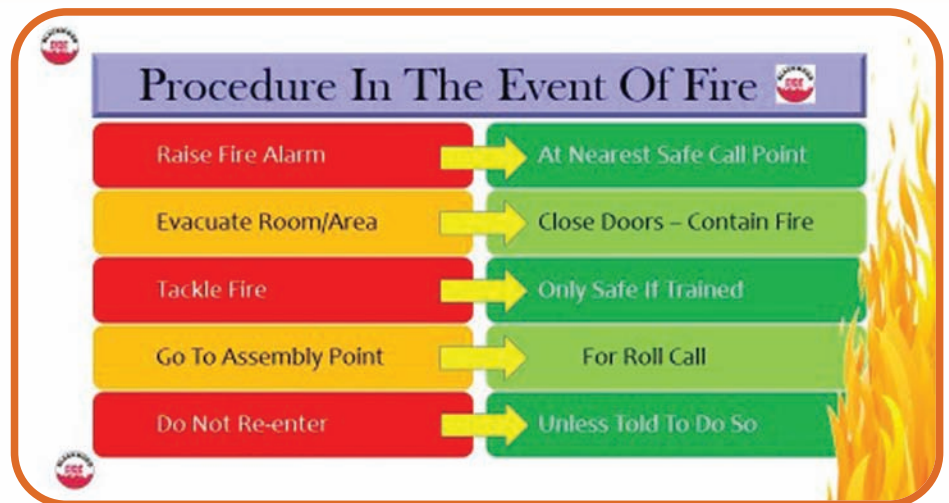 Procedure In The Event Of Fire
Raise Fire Alarm
At Nearest Safe Call Point
Evacuate Room/Area
Close Doors – Contain Fire
Tackle Fire
Only Safe If Trained
Go To Assembly Point
For Roll Call
Do Not Re-enter
Unless Told To Do So